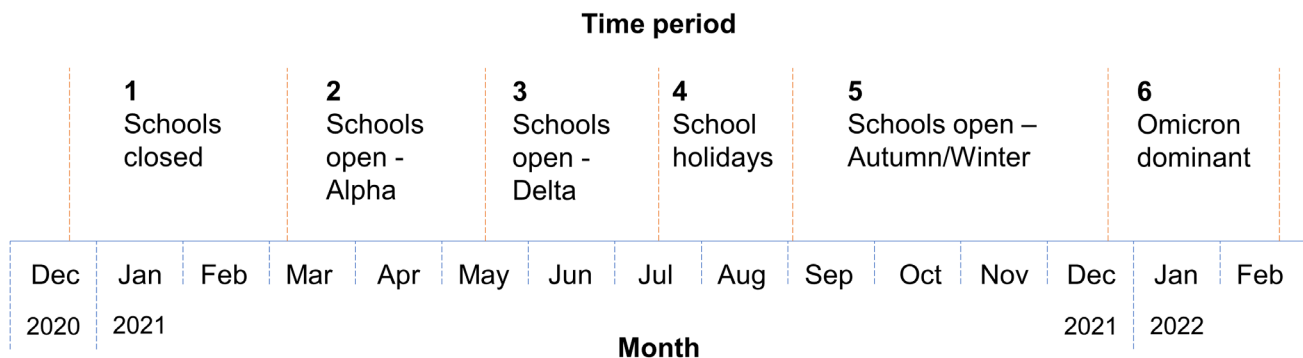 Time period
1
Schools
closed
2
Schools
open -
Alpha
3
Schools
open -
Delta
4
School
holidays
5
Schools open –
Autumn/Winter
6
Omicron
dominant
Dec Jan Feb Mar Apr May Jun Jul Aug Sep Oct Nov Dec Jan Feb
2020 2021 2021 2022
Month